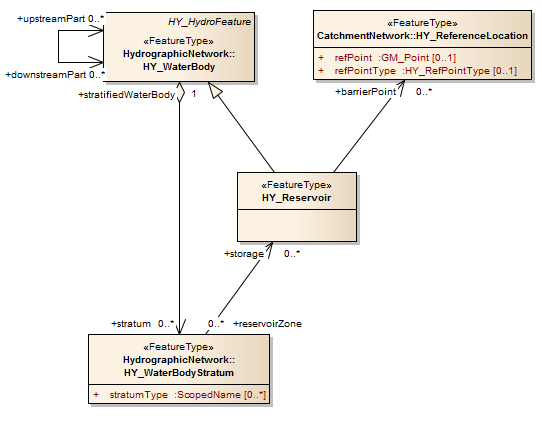 +upstreamPart 0..*
HY_HydroFeature
«FeatureType»
HydrographicNetwork::
HY_WaterBody
+downstreamPart 0..*
+stratifiedWaterBody 1
«FeatureType»
CatchmentNetwork::HY_ReferenceLocation
+ refPoint :GM_Point [0..1]
+ refPointType :HY_RefPointType [0..1]
+barrierPoint 0..*
«FeatureType»
HY_Reservoir
+storage 0..*
+stratum 0..*
0..* +reservoirZone
«FeatureType»
HydrographicNetwork::
HY_WaterBodyStratum
+ stratumType :ScopedName [0..*]